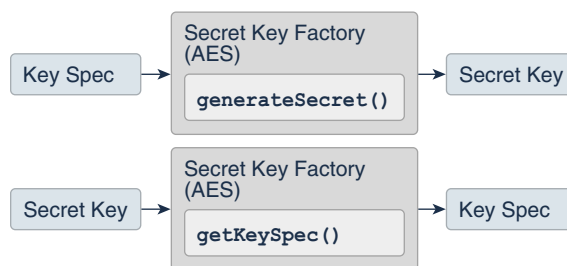 Secret Key Factory
(AES)
Key Spec
generateSecret()
Secret Key
Secret Key Factory
(AES)
Secret Key
getKeySpec()
Key Spec